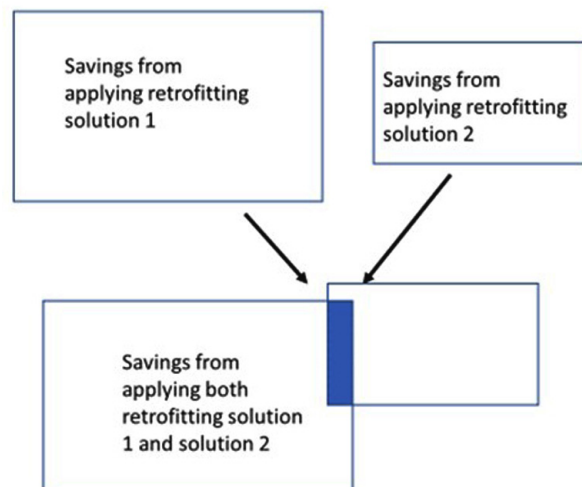 Savings from
applying retrofitting
solution 1
Savings from
applying retrofitting
solution 2
Savings from
applying both
retrofitting solution
1 and solution 2